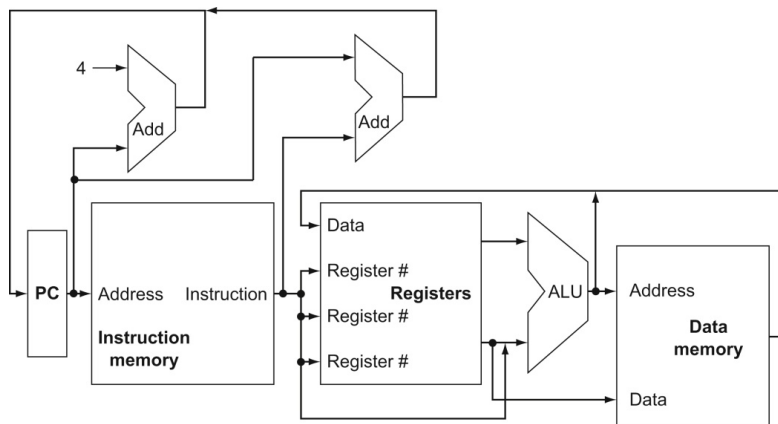 4
Add
Add
PC
Address
Instruction
Instruction
memory
Data
Register #
Registers
Register #
Register #
ALU
Address
Data
memory
Data